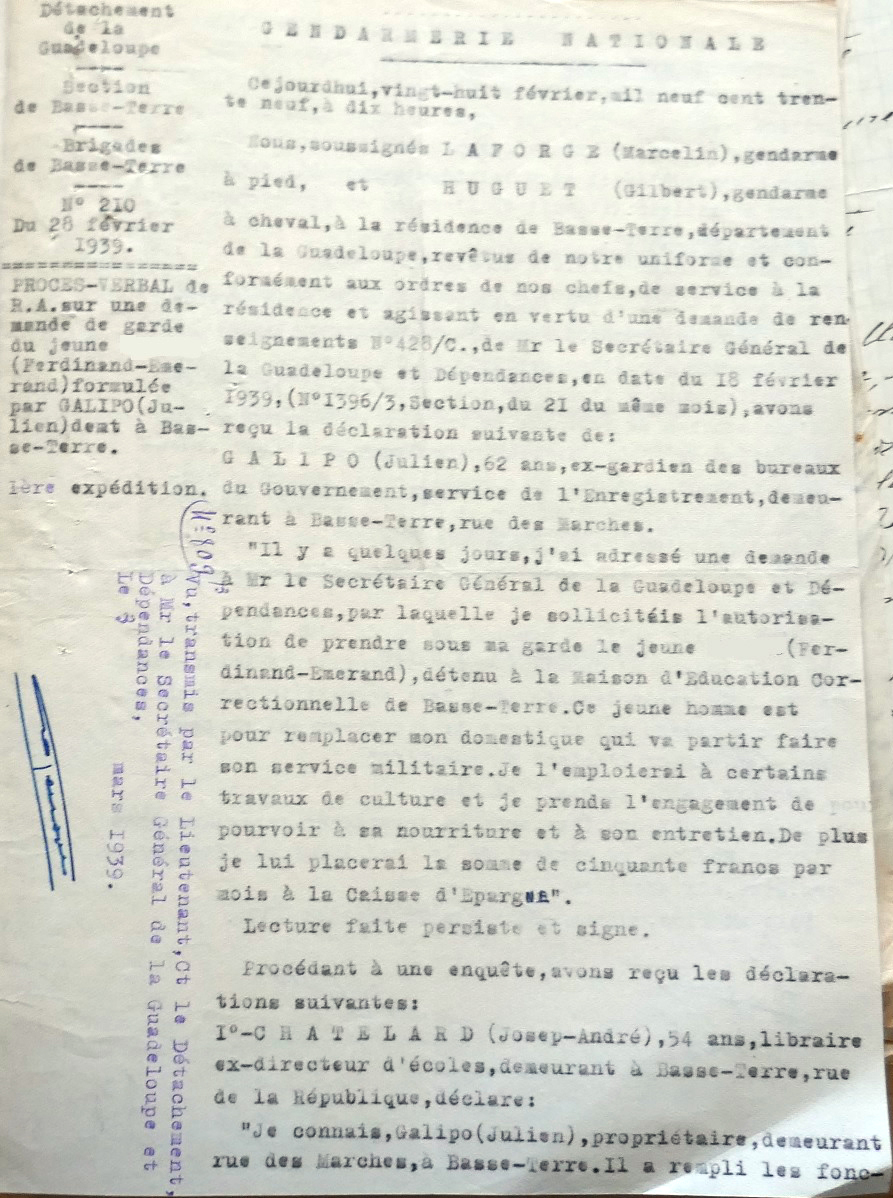 Détachement
de la
Guadeloupe
Section
de Basse-Terre
Brigades
de Basse-Terre
N° 210
Du 28 février
1939.
PROCES-VERBAL de
R.A.sur une de-
mande de garde
du jeune
(Ferdinand-Eme-
rand)formulée
par GALIPO(Ju-
lien)demt à Bas-
se-Terre.
1ère expédition.
GENDARMERIE NATIONALE
Cejourdhui,vingt-huit février,mil neuf cent tren-
te neuf,à dix heures,
Nous,soussignés L A F O R G E (Marcelin),gendarme
à pied, et H U G U E T (Gilbert),gendarme
à cheval,à la résidence de Basse-Terre,département
de la Guadeloupe,revêtus de notre uniforme et con-
formément aux ordres de nos chefs,de service à la
résidence et agissant en vertu d'une demande de ren-
seignements N°428/C.,de Mr le Secrétaire Général de
la Guadeloupe et Dépendances,en date du 18 février
1939,(N°1396/3,Section,du 21 du même mois),avons
reçu la déclaration suivante de:
G A L I P O (Julien),62 ans,ex-gardien des bureaux
du Gouvernement,service de l'Enregistrement,demeu-
rant à Basse-Terre,rue des Marches.
"Il y a quelques jours,j'ai adressé une demande
à Mr le Secrétaire Général de la Guadeloupe et Dé-
pendances,par laquelle je sollicitéis l'autorisa-
tion de prendre sous ma garde le jeune (Fer-
dinand-Emerand),détenu à la Maison d'Education Cor-
rectionnelle de Basse-Terre.Ce jeune homme est
pour remplacer mon domestique qui va partir faire
son service militaire.Je l'emploierai à certains
travaux de culture et je prends l'engagement de pour
pourvoir à sa nourriture et à son entretien.De plus
je lui placerai la somme de cinquante francs par
mois à la Caisse d'Epargne".
Lecture faite persiste et signe.
Procédant à une enquête,avons reçu les déclara-
tions suivantes:
I°-C H A T E L A R D (Josep-André),54 ans,libraire
ex-directeur d'écoles,demeurant à Basse-Terre,rue
de la République,déclare:
"Je connais,Galipo(Julien),propriétaire,demeurant
rue des Marches,à Basse-Terre.Il a rempli les fonc-
Vu,transmis par le Lieutenant,Ct le Détachement,
à Mr le Secrétaire Général de la Guadeloupe et
Dépendances,
Le 3 mars 1939.